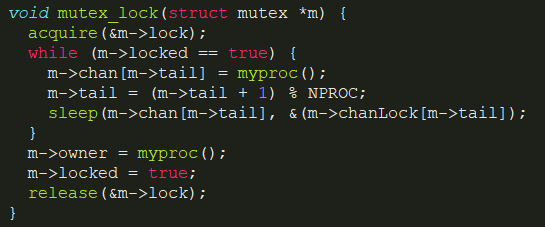 void mutex_lock(struct mutex *m) {
  acquire(&m->lock);
  while (m->locked == true) {
    m->chan[m->tail] = myproc();
    m->tail = (m->tail + 1) % NPROC;
    sleep(m->chan[m->tail], &(m->chanLock[m->tail]);
  }
  m->owner = myproc();
  m->locked = true;
  release(&m->lock);
}